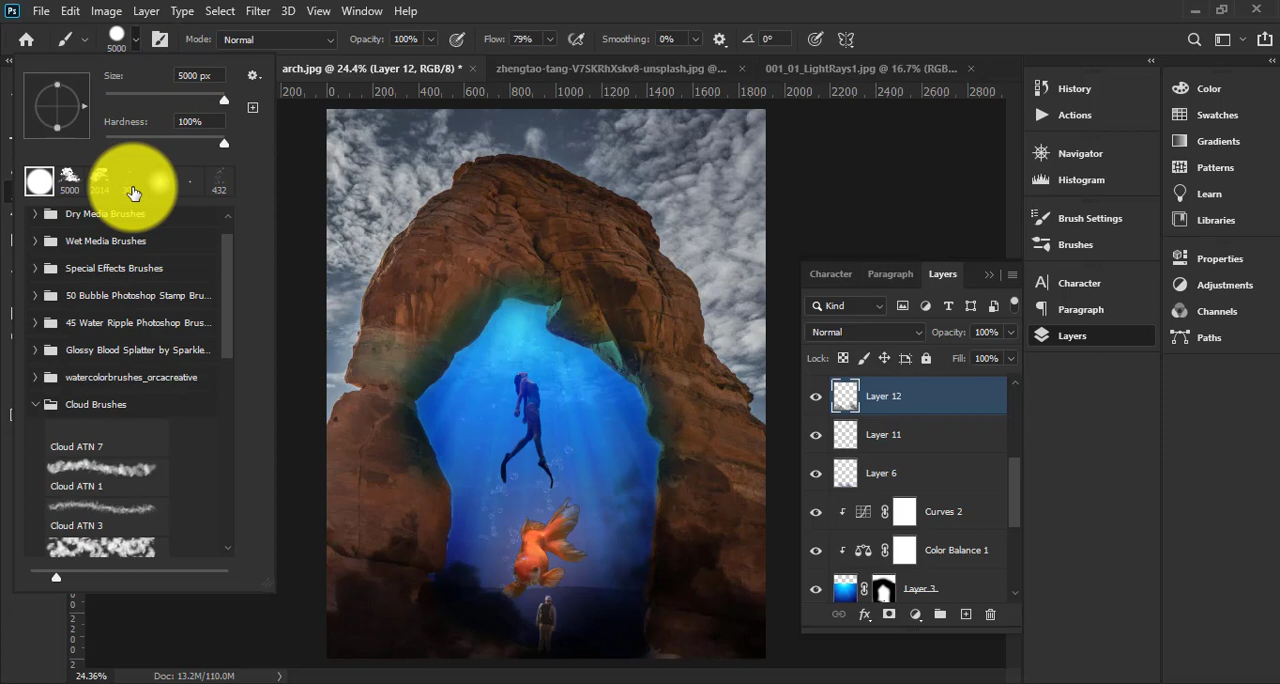 Ps File Edit Image Layer Type Select Filter 3D View Window Help
5000 Mode: Normal Opacity: 100% Flow: 79% Smoothing: 0% 0°
arch.jpg @ 24.4% (Layer 12, RGB/8) * × zhengtao-tang-V7SKRhXskv8-unsplash.jpg @... × 001_01_LightRays1.jpg @ 16.7% (RGB... ×
200 0 200 400 600 800 1000 1200 1400 1600 1800 2000 2200 2400 2600 2800
Size: 5000 px
Hardness: 100%
5000 2014 432
Dry Media Brushes
Wet Media Brushes
Special Effects Brushes
50 Bubble Photoshop Stamp Bru...
45 Water Ripple Photoshop Brus...
Glossy Blood Splatter by Sparkle...
watercolorbrushes_orcacreative
Cloud Brushes
Cloud ATN 7
Cloud ATN 1
Cloud ATN 3
Character Paragraph Layers
Kind
Normal Opacity: 100%
Lock: Fill: 100%
Layer 12
Layer 11
Layer 6
Curves 2
Color Balance 1
Layer 3
fx
History
Actions
Navigator
Histogram
Brush Settings
Brushes
Character
Paragraph
Layers
Color
Swatches
Gradients
Patterns
Learn
Libraries
Properties
Adjustments
Channels
Paths
24.36% Doc: 13.2M/110.0M